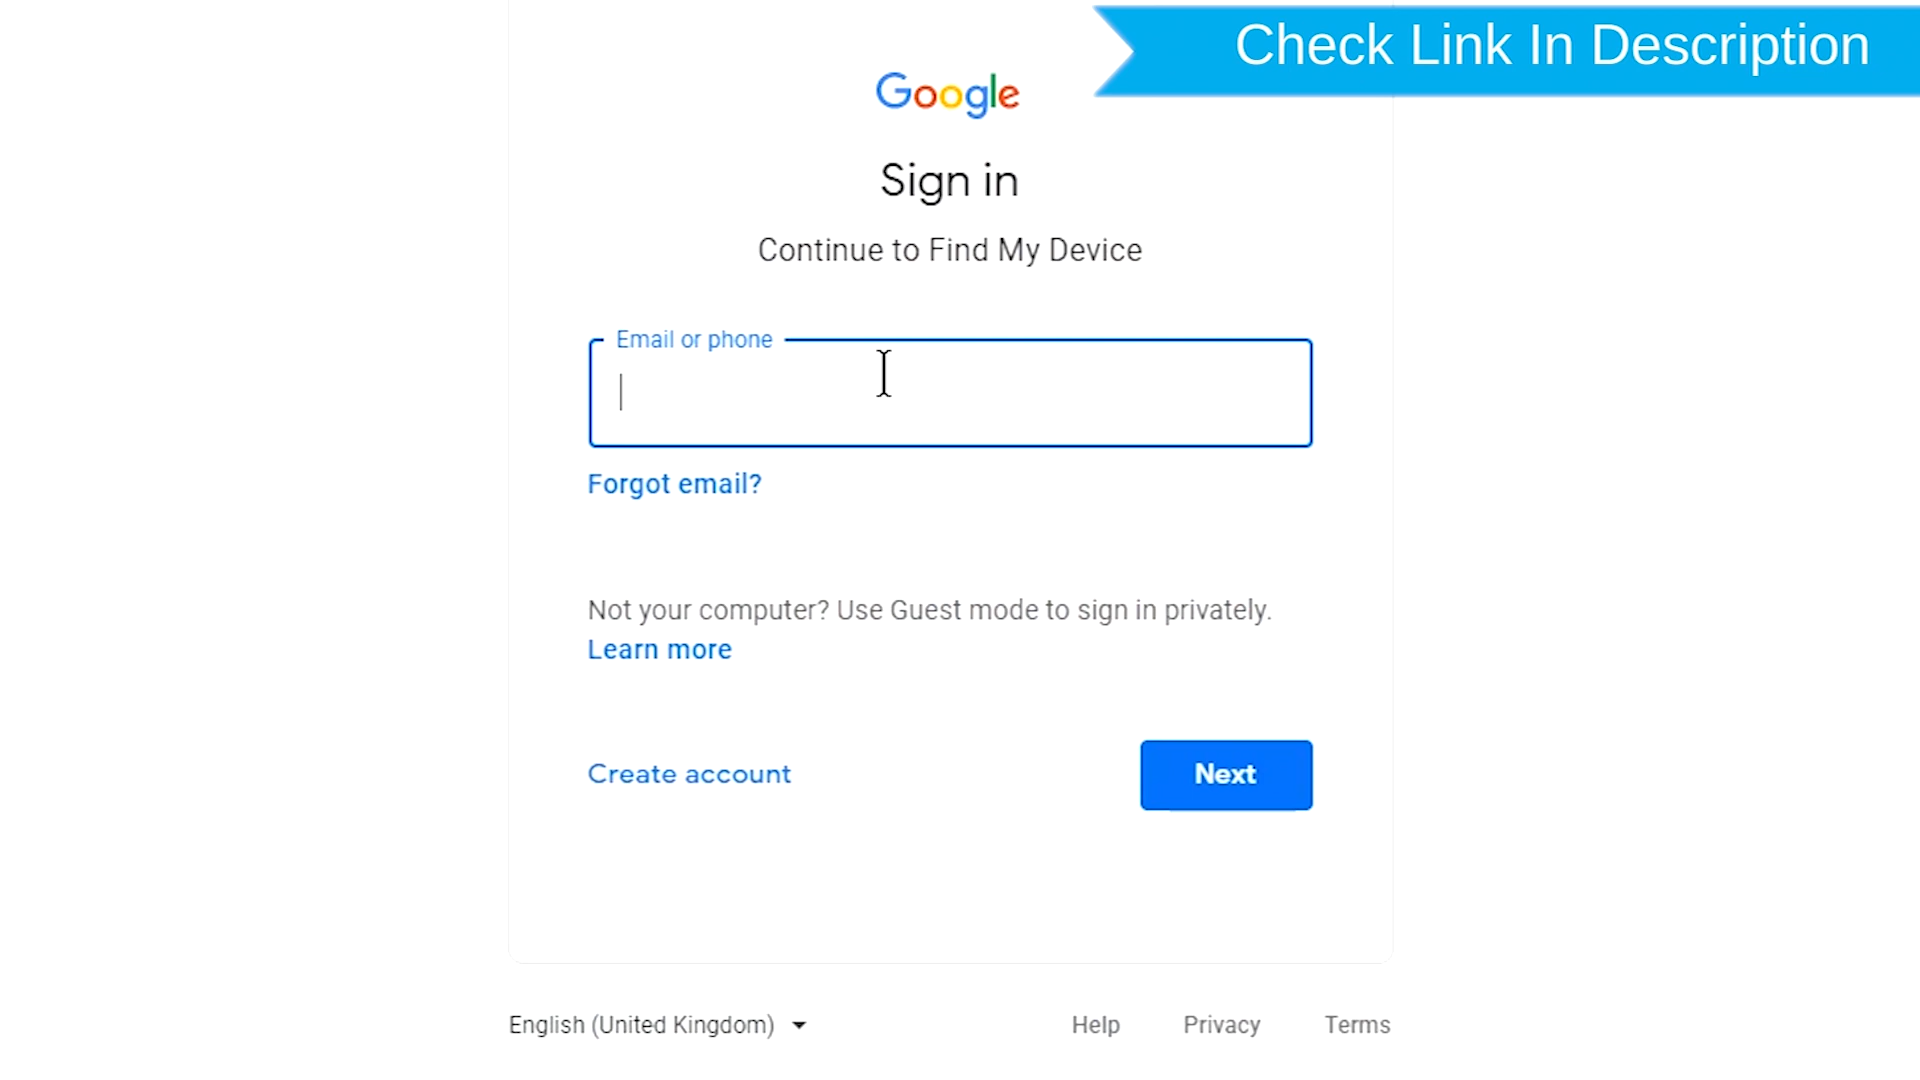 Check Link In Description
Google
Sign in
Continue to Find My Device
Email or phone
Forgot email?
Not your computer? Use Guest mode to sign in privately.
Learn more
Create account
Next
English (United Kingdom)
Help
Privacy
Terms